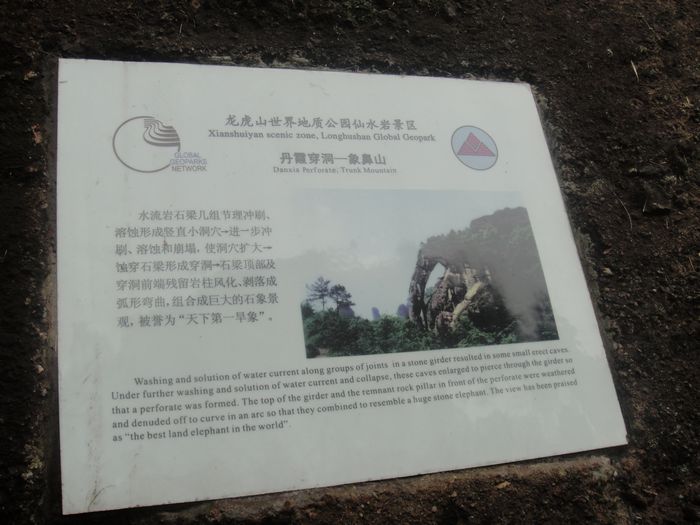 龙虎山世界地质公园仙水岩景区
Xianshuiyan scenic zone, Longhushan Global Geopark
GLOBAL
GEOPARKS
NETWORK
丹霞穿洞—象鼻山
Danxia Perforate, Trunk Mountain
水流岩石梁几组节理冲刷、
溶蚀形成竖直小洞穴→进一步冲
刷、溶蚀和崩塌，使洞穴扩大→
蚀穿石梁形成穿洞→石梁顶部及
穿洞前端残留岩柱风化、剥落成
弧形弯曲，组合成巨大的石象景
观，被誉为“天下第一旱象”。
Washing and solution of water current along groups of joints in a stone girder resulted in some small erect caves.
Under further washing and solution of water current and collapse, these caves enlarged to pierce through the girder so
that a perforate was formed. The top of the girder and the remnant rock pillar in front of the perforate were weathered
and denuded off to curve in an arc so that they combined to resemble a huge stone elephant. The view has been praised
as “the best land elephant in the world”.